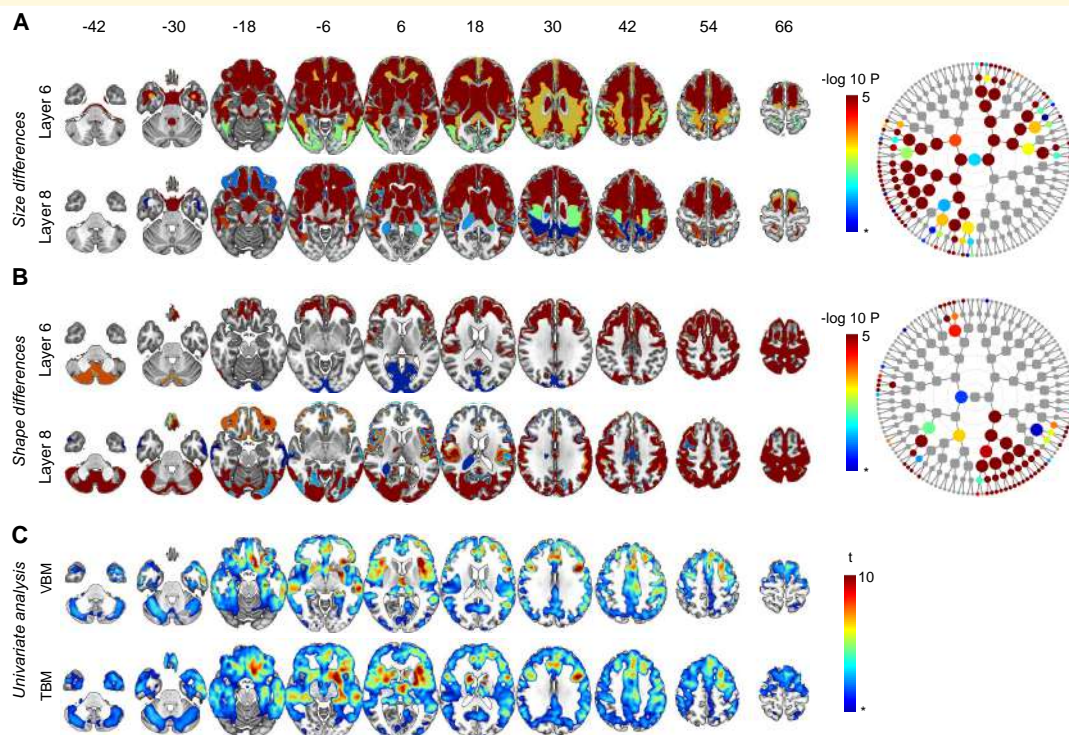 A -42 -30 -18 -6 6 18 30 42 54 66
Size differences
Layer 6
Layer 8
-log 10 P
5
*
B
Shape differences
Layer 6
Layer 8
-log 10 P
5
*
C
Univariate analysis
VBM
TBM
t
10
*